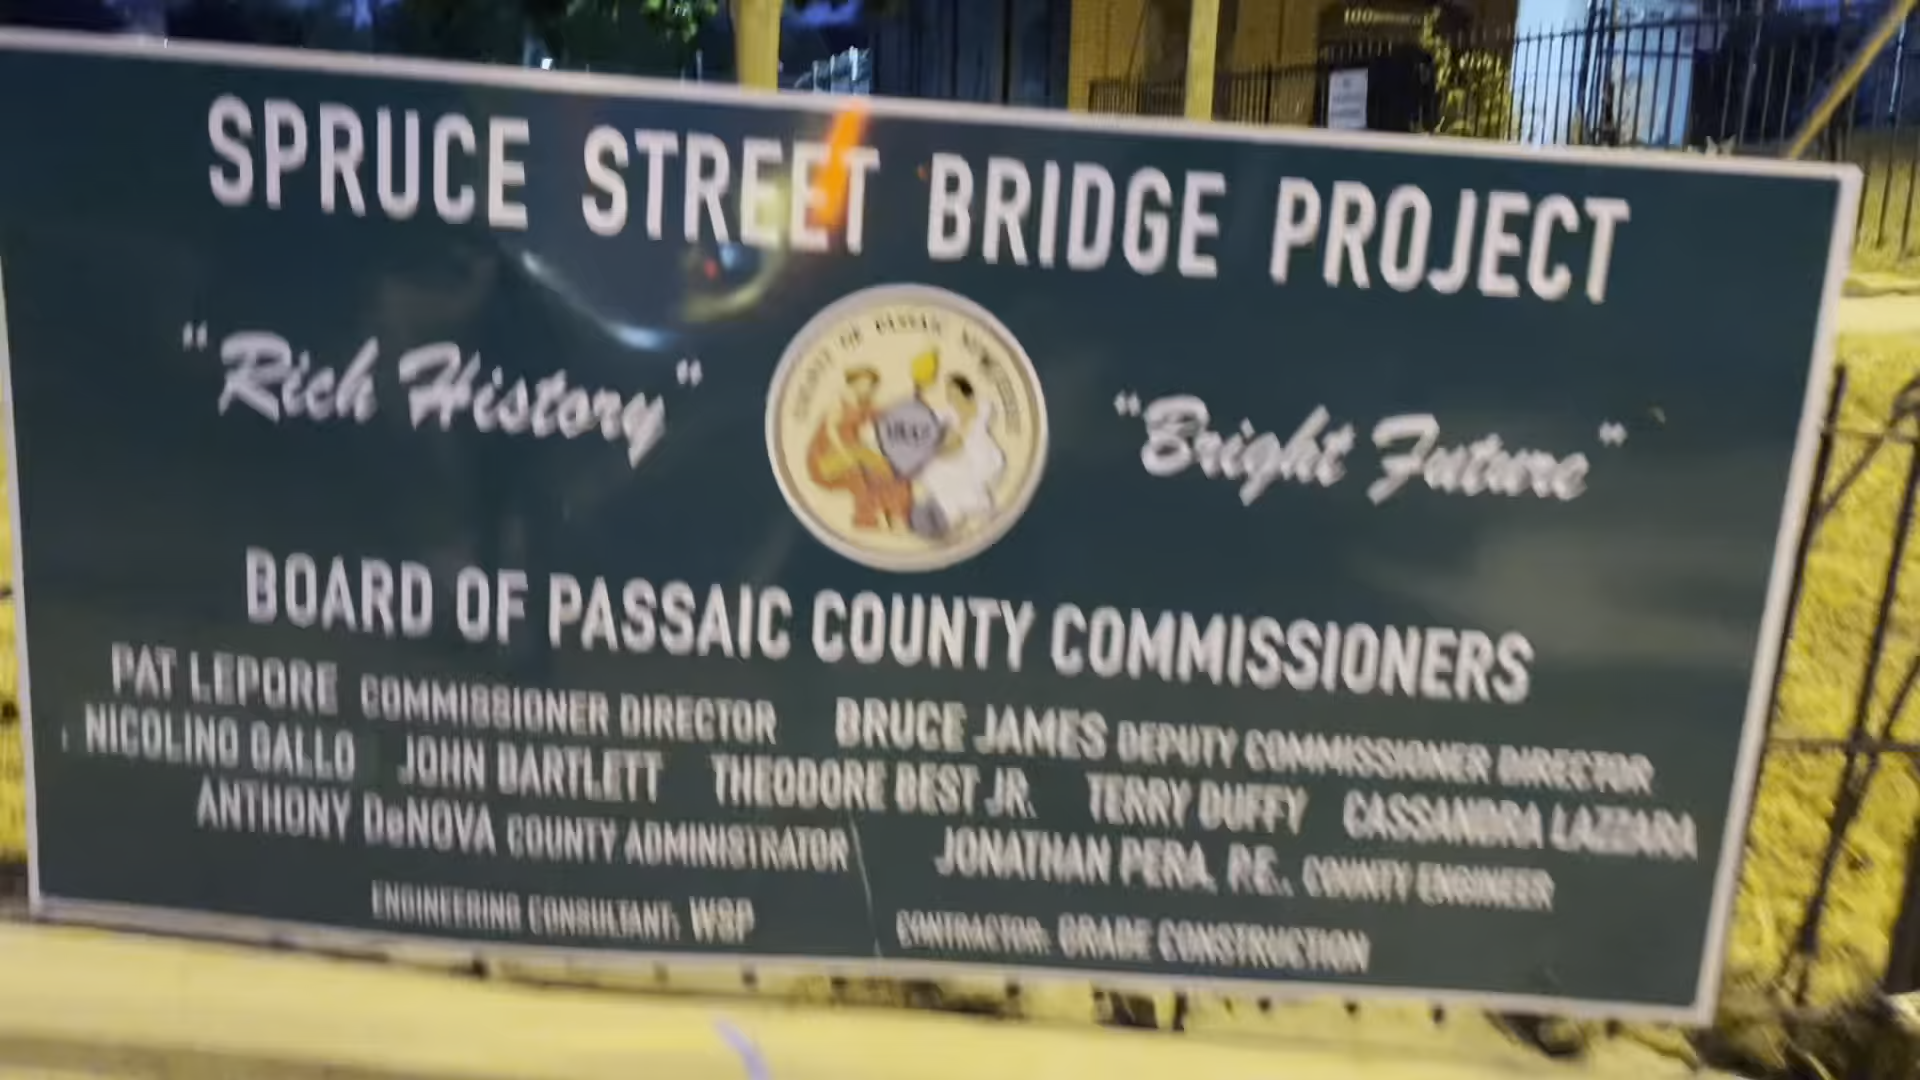 SPRUCE STREET BRIDGE PROJECT
"Rich History"
"Bright Future"
BOARD OF PASSAIC COUNTY COMMISSIONERS
PAT LEPORE COMMISSIONER DIRECTOR BRUCE JAMES DEPUTY COMMISSIONER DIRECTOR
NICOLINO GALLO JOHN BARTLETT THEODORE BEST JR. TERRY DUFFY CASSANDRA LAZZARA
ANTHONY DeNOVA COUNTY ADMINISTRATOR JONATHAN PERA, P.E., COUNTY ENGINEER
ENGINEERING CONSULTANT: WSP CONTRACTOR: CONSTRUCTION